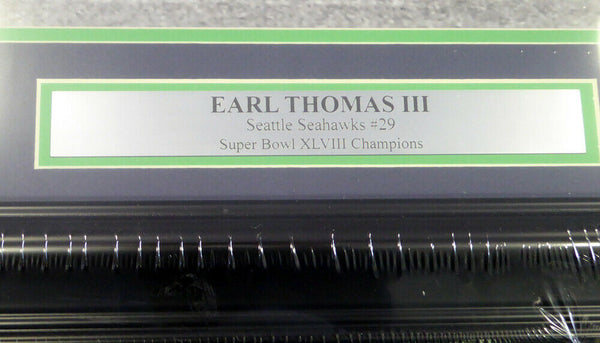 EARL THOMAS III
Seattle Seahawks #29
Super Bowl XLVIII Champions